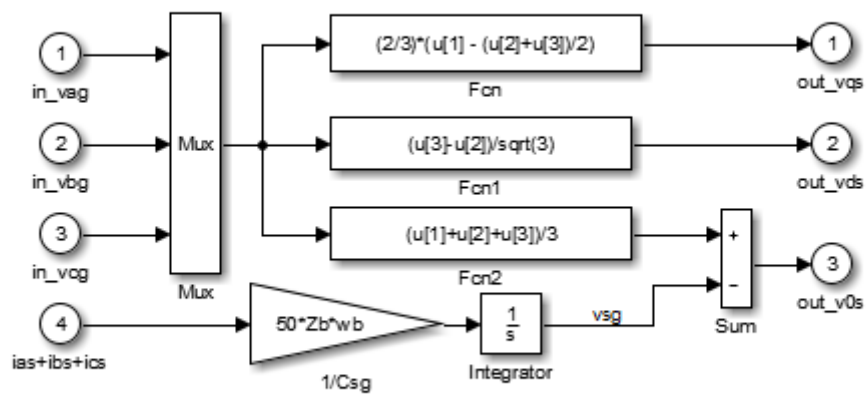 1
in_vag
2
in_vbg
3
in_vcg
4
ias+ibs+ics
Mux
Mux
(2/3)*(u[1] - (u[2]+u[3])/2)
Fcn
(u[3]-u[2])/sqrt(3)
Fcn1
(u[1]+u[2]+u[3])/3
Fcn2
50*Zb*wb
1/Csg
1
s
Integrator
vsg
+
−
Sum
1
out_vqs
2
out_vds
3
out_v0s